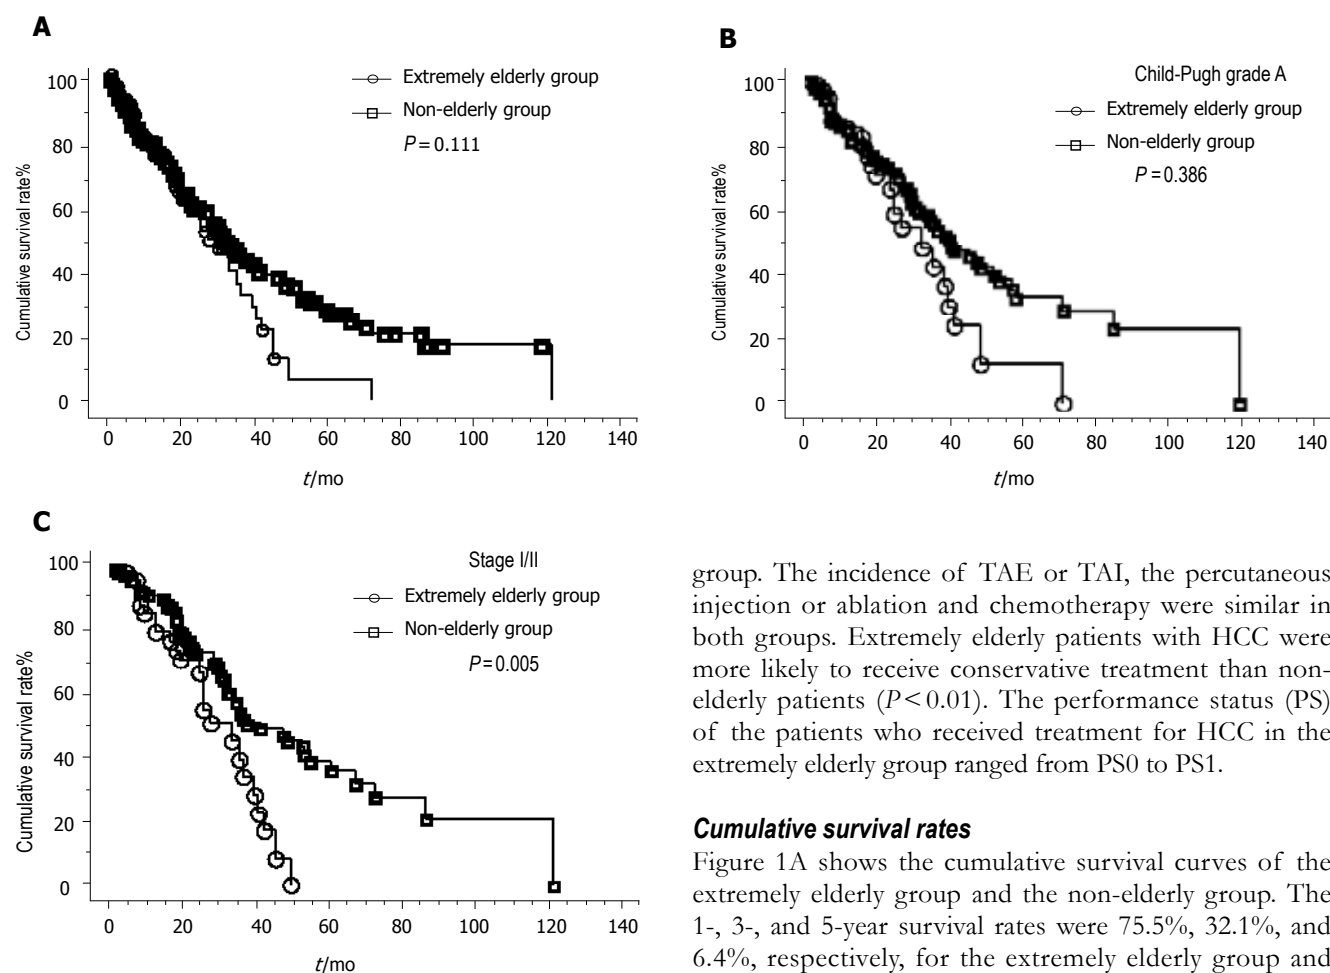 A
100
80
60
40
20
0
Cumulative survival rate%
Extremely elderly group
Non-elderly group
P = 0.111
0 20 40 60 80 100 120 140
t/mo
B
100
80
60
40
20
0
Cumulative survival rate%
Child-Pugh grade A
Extremely elderly group
Non-elderly group
P = 0.386
0 20 40 60 80 100 120 140
t/mo
C
100
80
60
40
20
0
Cumulative survival rate%
Stage I/II
Extremely elderly group
Non-elderly group
P = 0.005
0 20 40 60 80 100 120 140
t/mo
group. The incidence of TAE or TAI, the percutaneous
injection or ablation and chemotherapy were similar in
both groups. Extremely elderly patients with HCC were
more likely to receive conservative treatment than non-
elderly patients (P < 0.01). The performance status (PS)
of the patients who received treatment for HCC in the
extremely elderly group ranged from PS0 to PS1.
Cumulative survival rates
Figure 1A shows the cumulative survival curves of the
extremely elderly group and the non-elderly group. The
1-, 3-, and 5-year survival rates were 75.5%, 32.1%, and
6.4%, respectively, for the extremely elderly group and